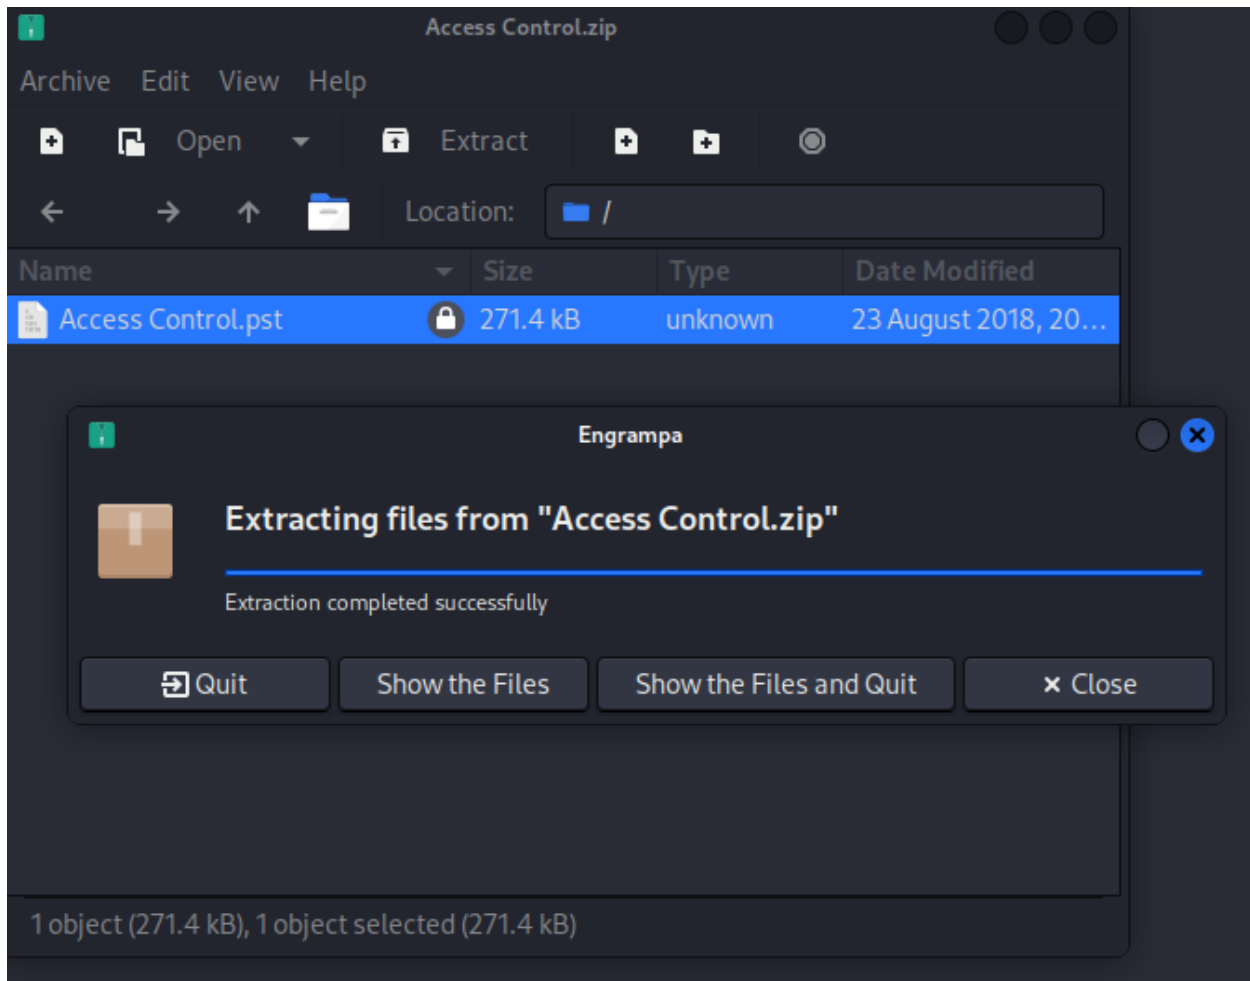 Access Control.zip
Archive Edit View Help
Open Extract
Location: /
Name Size Type Date Modified
Access Control.pst 271.4 kB unknown 23 August 2018, 20...
Engrampa
Extracting files from "Access Control.zip"
Extraction completed successfully
Quit Show the Files Show the Files and Quit Close
1 object (271.4 kB), 1 object selected (271.4 kB)